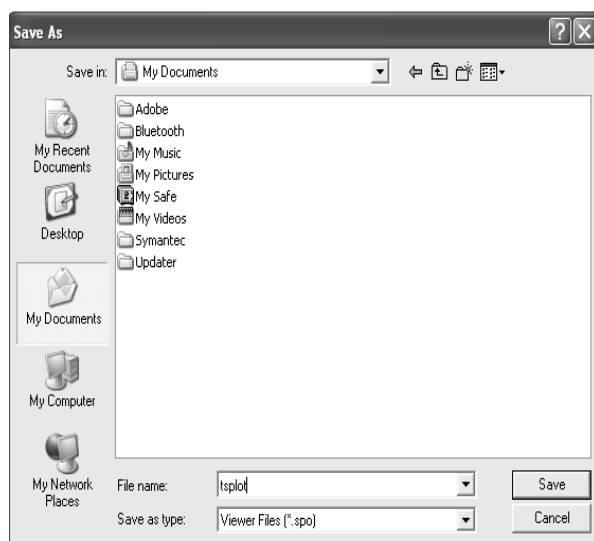 Save As
Save in: My Documents
My Recent Documents
Desktop
My Documents
My Computer
My Network Places
Adobe
Bluetooth
My Music
My Pictures
My Safe
My Videos
Symantec
Updater
File name: tsplot
Save
Save as type: Viewer Files (*.spo)
Cancel